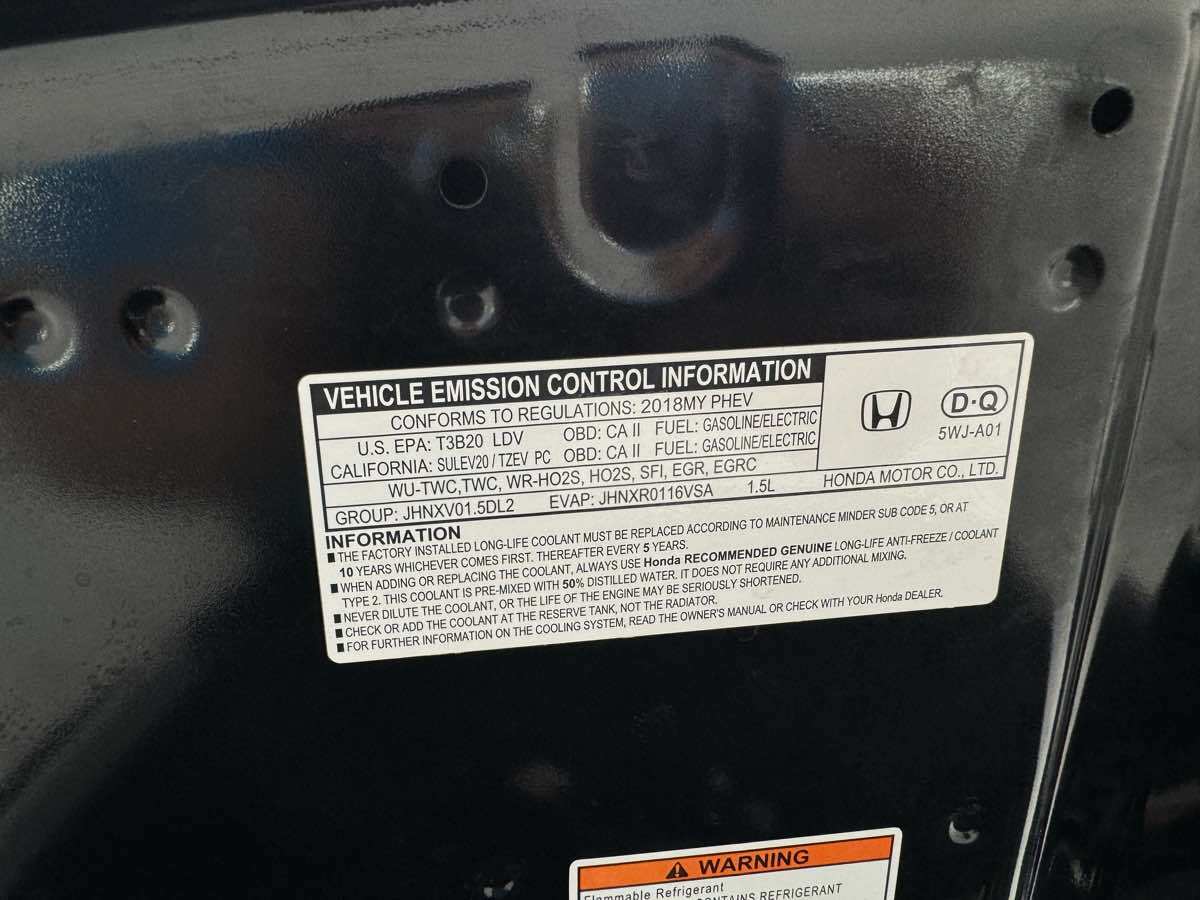 VEHICLE EMISSION CONTROL INFORMATION
CONFORMS TO REGULATIONS: 2018MY PHEV
U.S. EPA: T3B20 LDV OBD: CA II FUEL: GASOLINE/ELECTRIC
CALIFORNIA: SULEV20 / TZEV PC OBD: CA II FUEL: GASOLINE/ELECTRIC
WU-TWC,TWC, WR-HO2S, HO2S, SFI, EGR, EGRC
GROUP: JHNXV01.5DL2 EVAP: JHNXR0116VSA 1.5L
D·Q
5WJ-A01
HONDA MOTOR CO., LTD.
INFORMATION
■ THE FACTORY INSTALLED LONG-LIFE COOLANT MUST BE REPLACED ACCORDING TO MAINTENANCE MINDER SUB CODE 5, OR AT
10 YEARS WHICHEVER COMES FIRST. THEREAFTER EVERY 5 YEARS.
■ WHEN ADDING OR REPLACING THE COOLANT, ALWAYS USE Honda RECOMMENDED GENUINE LONG-LIFE ANTI-FREEZE / COOLANT
TYPE 2. THIS COOLANT IS PRE-MIXED WITH 50% DISTILLED WATER. IT DOES NOT REQUIRE ANY ADDITIONAL MIXING.
■ NEVER DILUTE THE COOLANT, OR THE LIFE OF THE ENGINE MAY BE SERIOUSLY SHORTENED.
■ CHECK OR ADD THE COOLANT AT THE RESERVE TANK, NOT THE RADIATOR.
■ FOR FURTHER INFORMATION ON THE COOLING SYSTEM, READ THE OWNER'S MANUAL OR CHECK WITH YOUR Honda DEALER.
WARNING
Flammable Refrigerant
CONTAINS REFRIGERANT